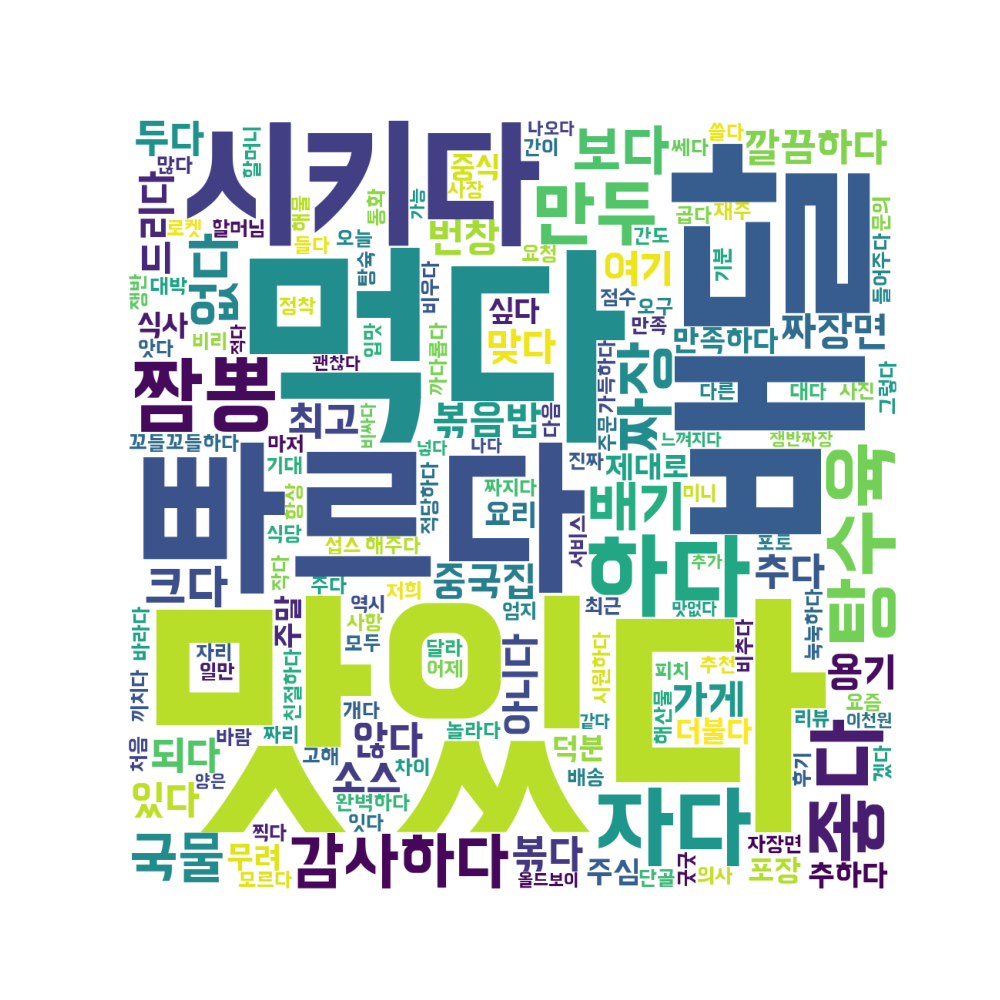 두다
많다
할머니
시키다
나오다
간이
중식
사장
보다
쎄다
쓸다
깔끔하다
드리다
로켓
할머님
해물
들다
통화
가능
번창
만두
곱다
재주
문의
배달
오늘
탕슉
요청
간도
여기
기분
들어주다
쟁반
대박
없다
정착
비우다
싶다
점수
오구
식사
앗다
비리
적다
먹다
입맛
까다롭다
맞다
만족
만족하다
짜장면
괜찮다
짬뽕
최고
비싸다
볶음밥
다음
주문
가득하다
짜장
다른
대다
사진
그렇다
꼬들꼬들하다
마저
넣다
나다
진짜
느껴지다
쟁반짜장
빠르다
기대
항상
적당하다
짜지다
제대로
미니
식당
섭스
해주다
요리
서비스
배기
탕수육
크다
작다
주다
저희
중국집
하다
추가
포토
추다
바라다
주말
역시
사항
모두
엄지
최근
맛없다
비추다
눅눅하다
자리
일만
친절하다
맛있다
달라
어제
아니다
시원하다
피치
추천
용기
끼치다
개다
해산물
가게
요즘
처음
되다
바람
짜리
고해
않다
놀라다
같다
더불다
리뷰
이천원
양은
차이
덕분
배송
후기
좋다
겠다
있다
소스
완벽하다
잇다
자다
국물
찍다
무려
모르다
감사하다
볶다
올드보이
주심
단골
굿굿
의사
자장면
포장
추하다